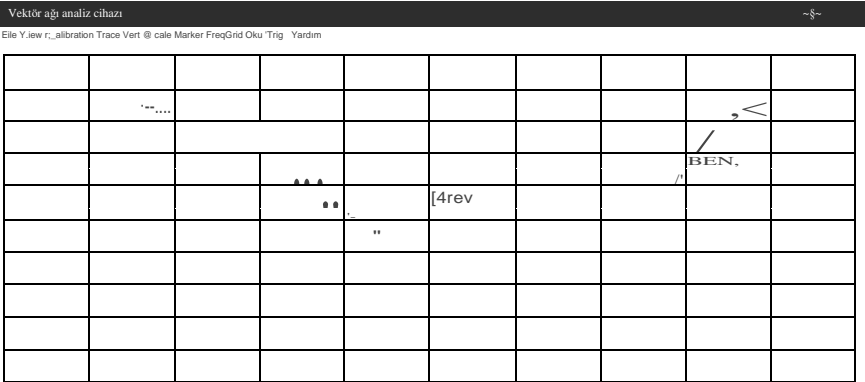 Vektör ağı analiz cihazı ~§~
Eile Y.iew r;_alibration Trace Vert @ cale Marker FreqGrid Oku 'Trig Yardım
BEN,
[4rev